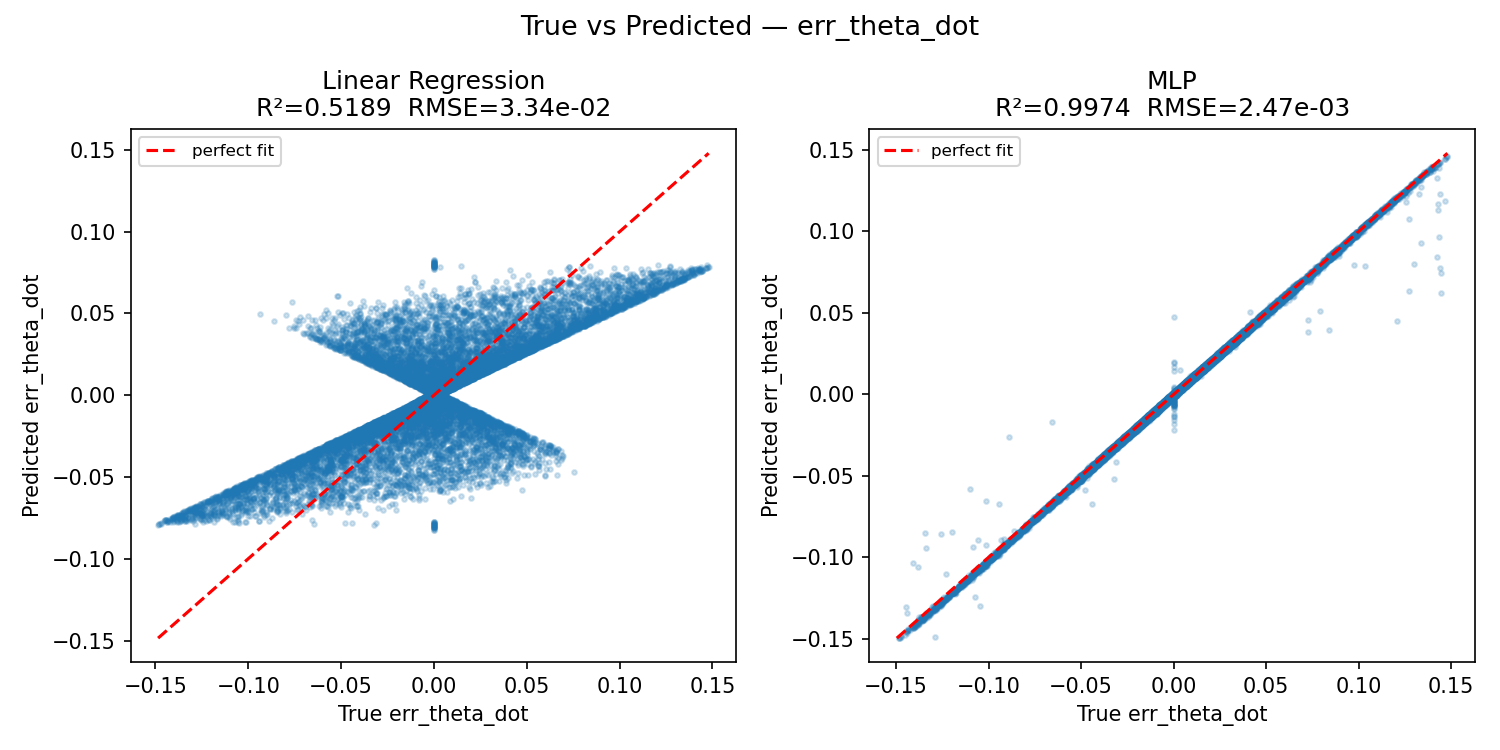 True vs Predicted — err_theta_dot
Linear Regression
R²=0.5189  RMSE=3.34e-02
perfect fit
0.15
0.10
0.05
0.00
−0.05
−0.10
−0.15
Predicted err_theta_dot
−0.15
−0.10
−0.05
0.00
0.05
0.10
0.15
True err_theta_dot
MLP
R²=0.9974  RMSE=2.47e-03
perfect fit
0.15
0.10
0.05
0.00
−0.05
−0.10
−0.15
Predicted err_theta_dot
−0.15
−0.10
−0.05
0.00
0.05
0.10
0.15
True err_theta_dot